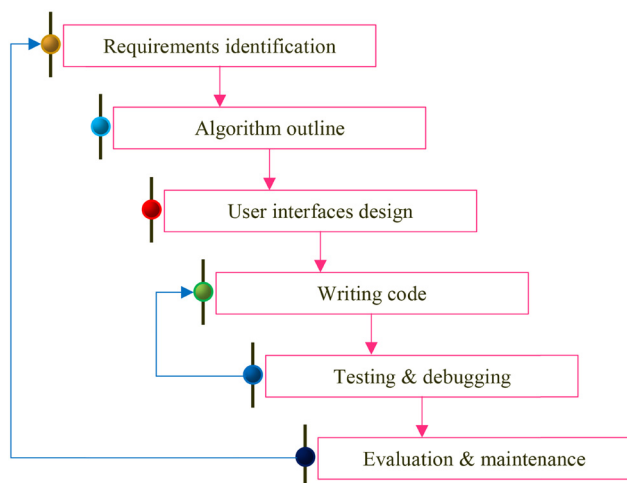 Requirements identification
Algorithm outline
User interfaces design
Writing code
Testing & debugging
Evaluation & maintenance